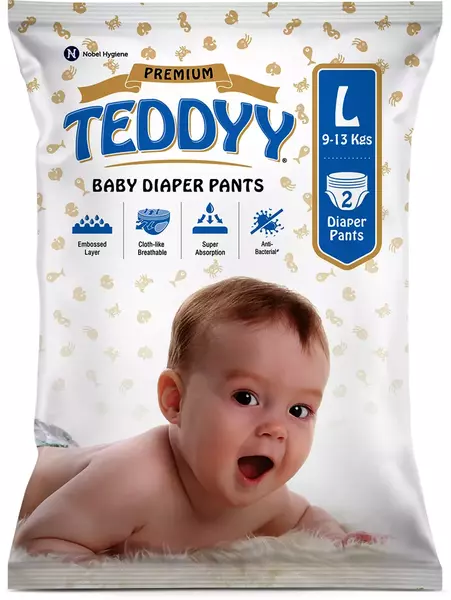 N Nobel Hygiene
PREMIUM
TEDDYY®
BABY DIAPER PANTS
Embossed
Layer
Cloth-like
Breathable
Super
Absorption
Anti-
Bacterial#
L
9-13 Kgs
2
Diaper
Pants